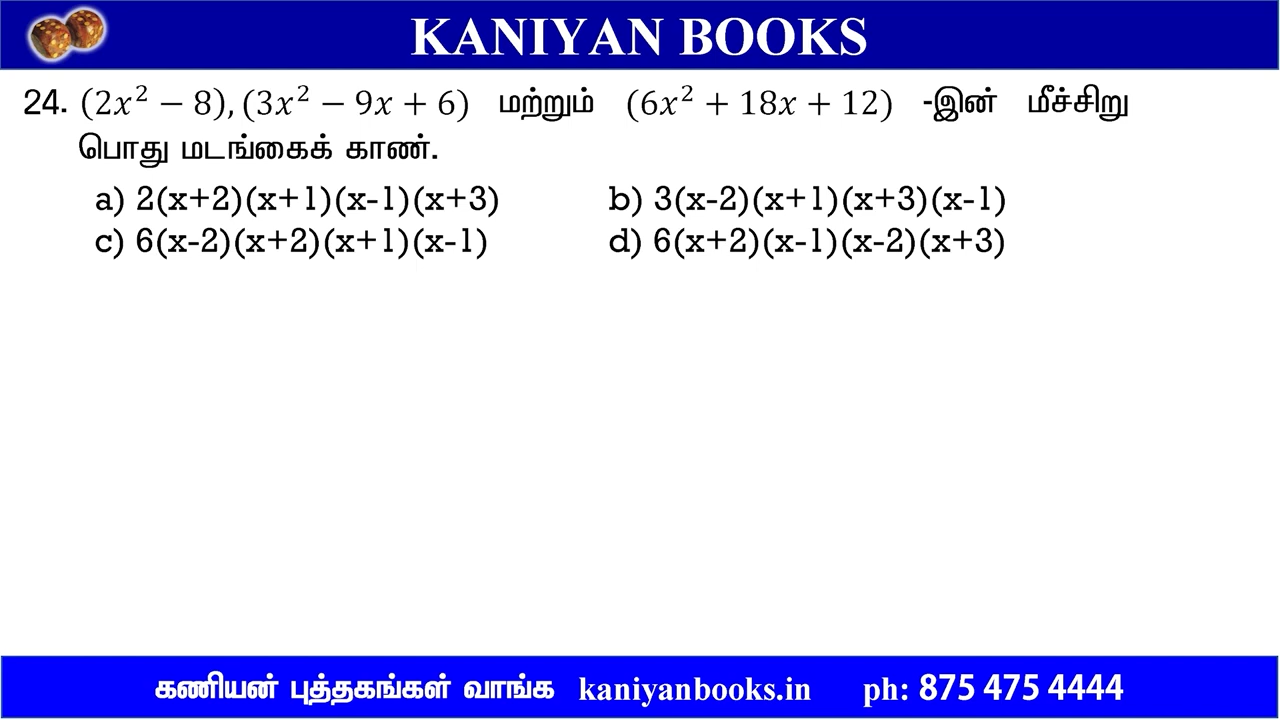 KANIYAN BOOKS
24. (2x² − 8), (3x² − 9x + 6) மற்றும் (6x² + 18x + 12) -இன் மீச்சிறு
பொது மடங்கைக் காண்.
a) 2(x+2)(x+1)(x-1)(x+3) b) 3(x-2)(x+1)(x+3)(x-1)
c) 6(x-2)(x+2)(x+1)(x-1) d) 6(x+2)(x-1)(x-2)(x+3)
கணியன் புத்தகங்கள் வாங்க kaniyanbooks.in ph: 875 475 4444